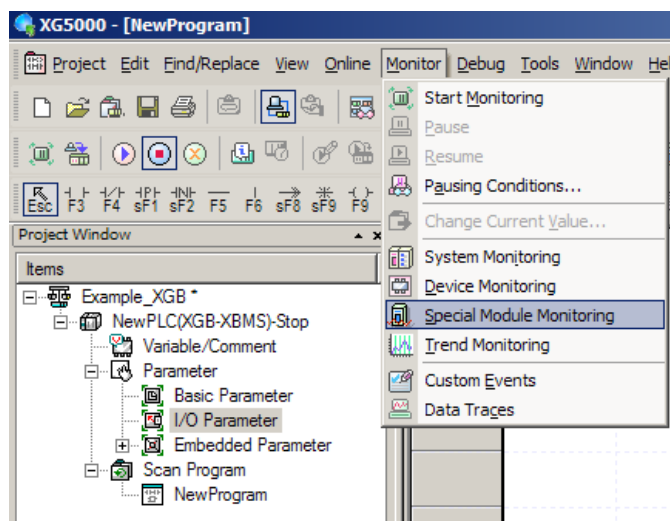 XG5000 - [NewProgram]
Project Edit Find/Replace View Online Monitor Debug Tools Window Hel
Start Monitoring
Pause
Resume
Pausing Conditions...
Change Current Value...
System Monitoring
Device Monitoring
Special Module Monitoring
Trend Monitoring
Custom Events
Data Traces
Esc F3 F4 sF1 sF2 F5 F6 sF8 sF9 F9
Project Window
Items
Example_XGB *
NewPLC(XGB-XBMS)-Stop
Variable/Comment
Parameter
Basic Parameter
I/O Parameter
Embedded Parameter
Scan Program
NewProgram